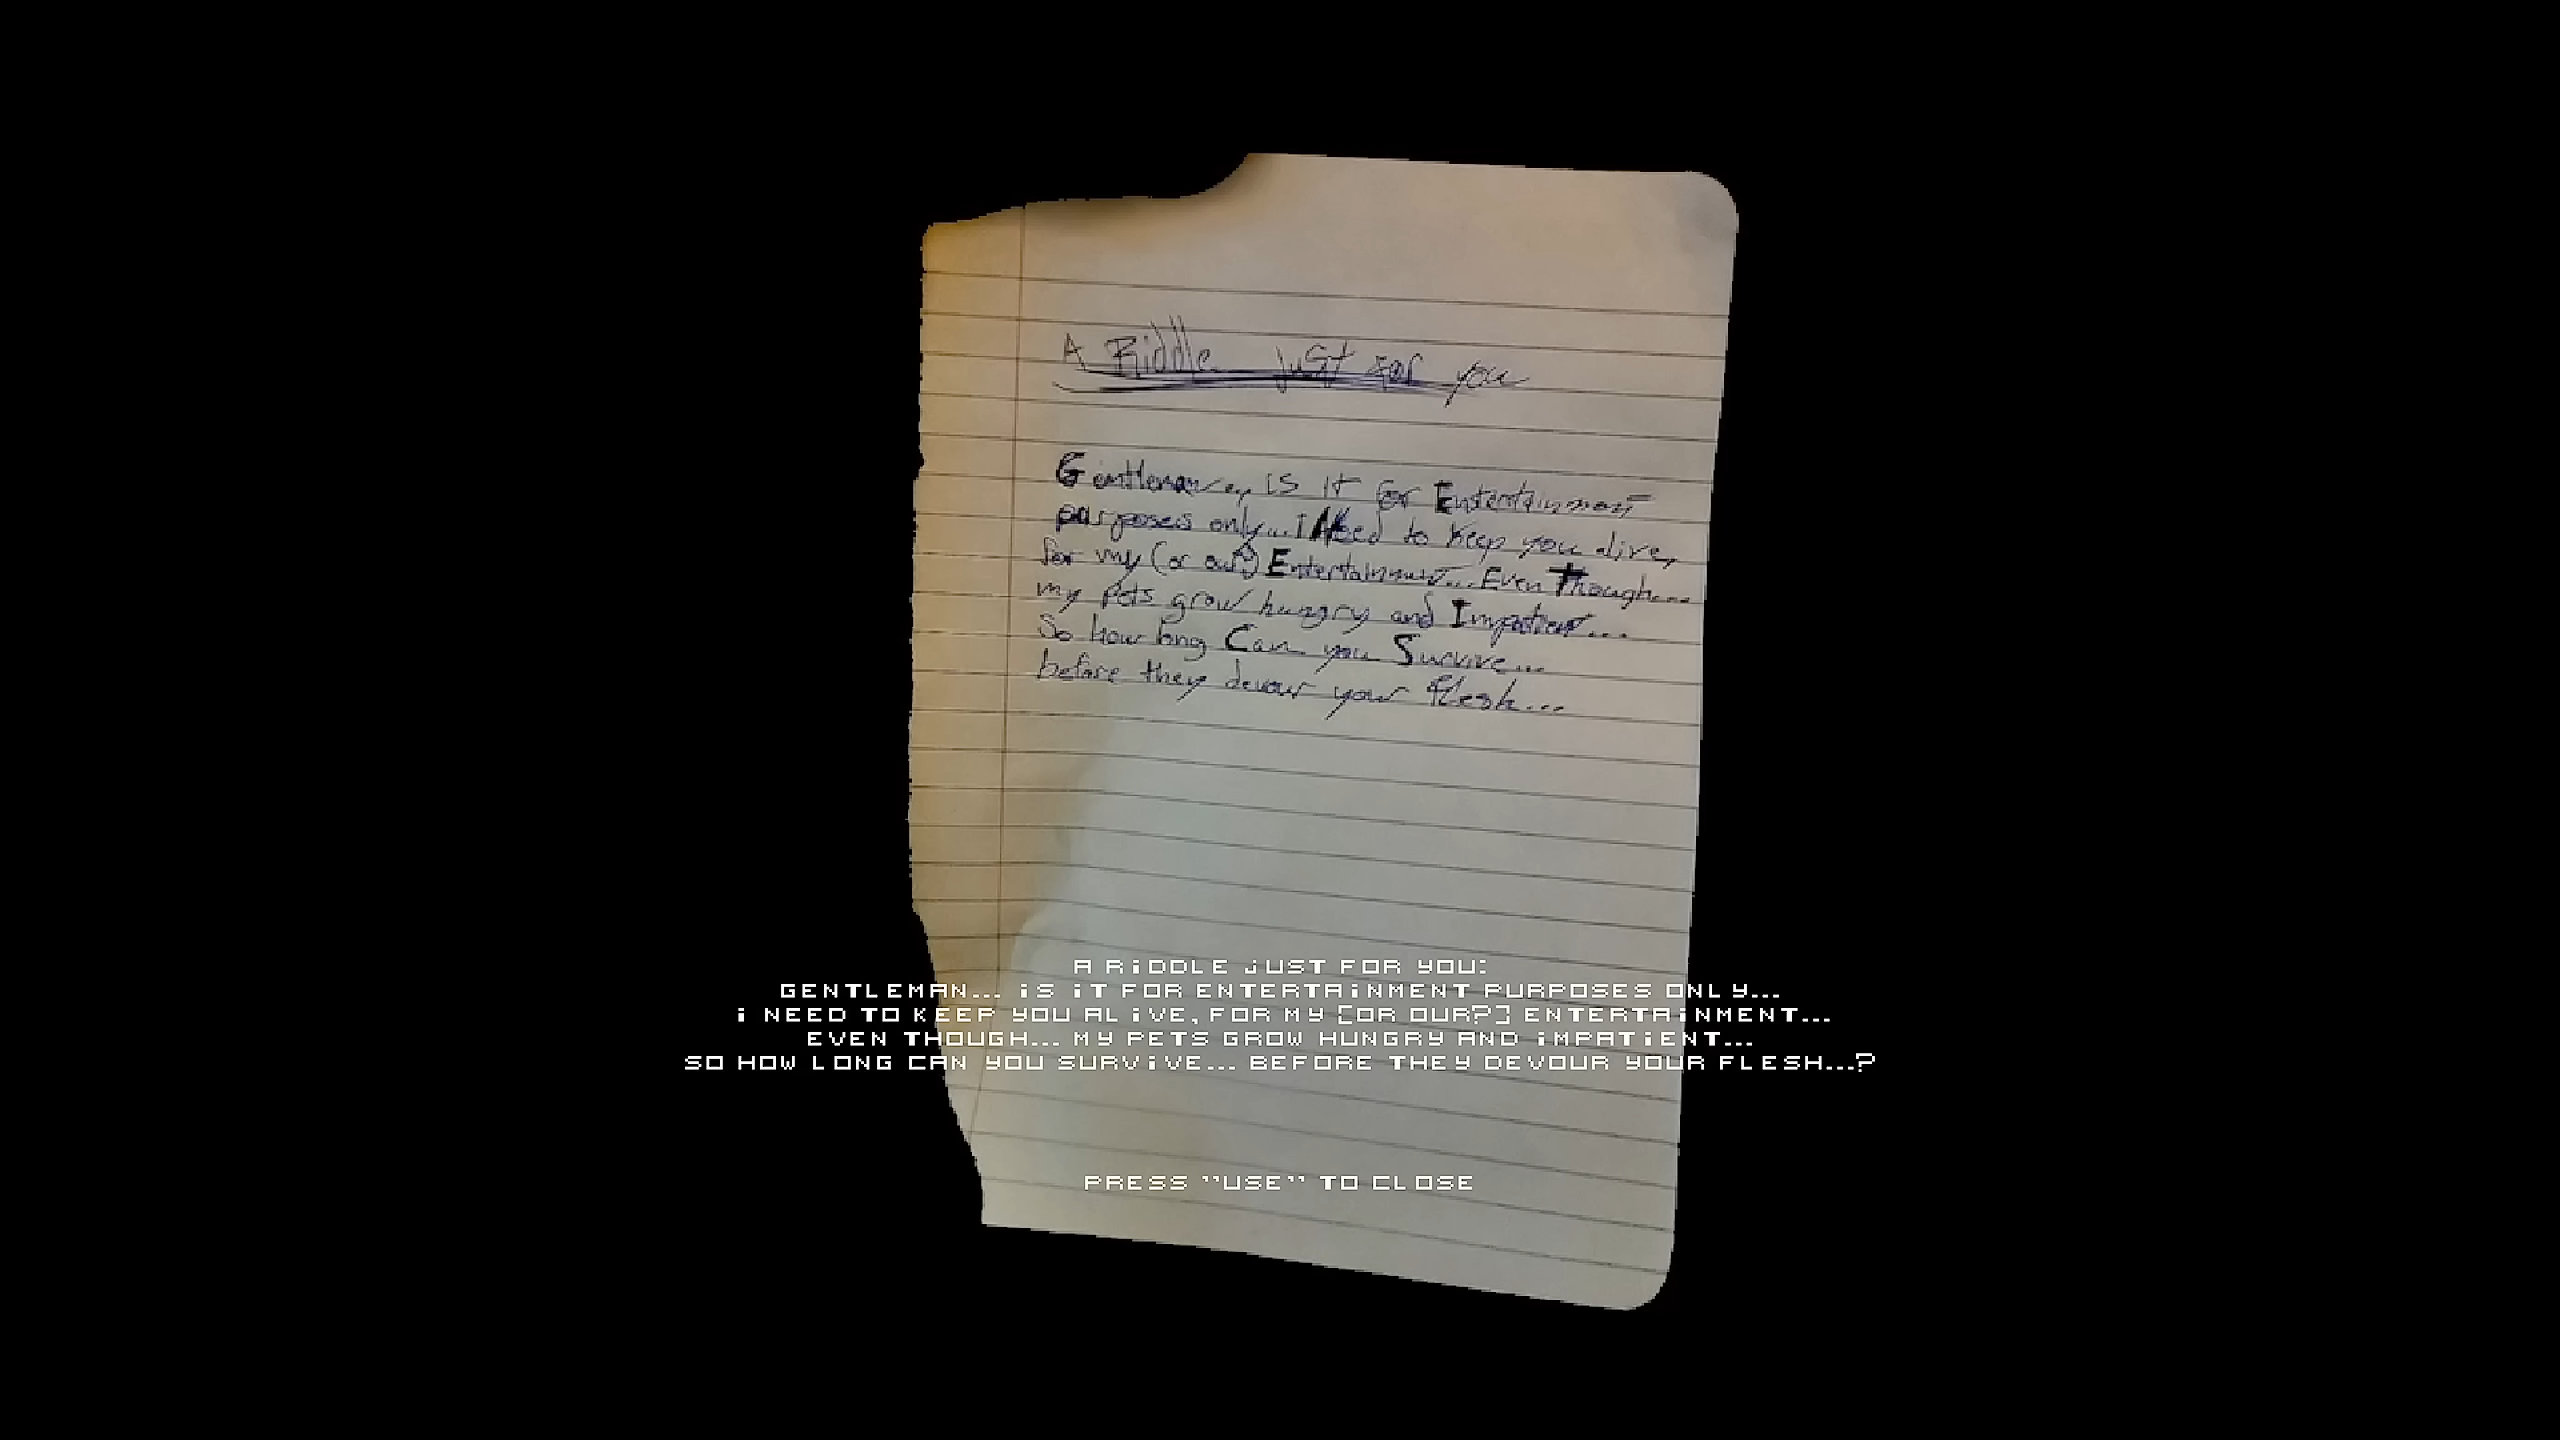 A Riddle just for you
Gentleman... is it for Entertainment
purposes only...I Need to keep you alive,
for my (or our?) Entertainment...Even Though...
my pets grow hungry and Impatient...
So how long Can you Survive...
before they devour your flesh...
A RIDDLE JUST FOR YOU:
GENTLEMAN... IS IT FOR ENTERTAINMENT PURPOSES ONLY...
I NEED TO KEEP YOU ALIVE, FOR MY [OR OUR?] ENTERTAINMENT...
EVEN THOUGH... MY PETS GROW HUNGRY AND IMPATIENT...
SO HOW LONG CAN YOU SURVIVE... BEFORE THEY DEVOUR YOUR FLESH...?
PRESS "USE" TO CLOSE